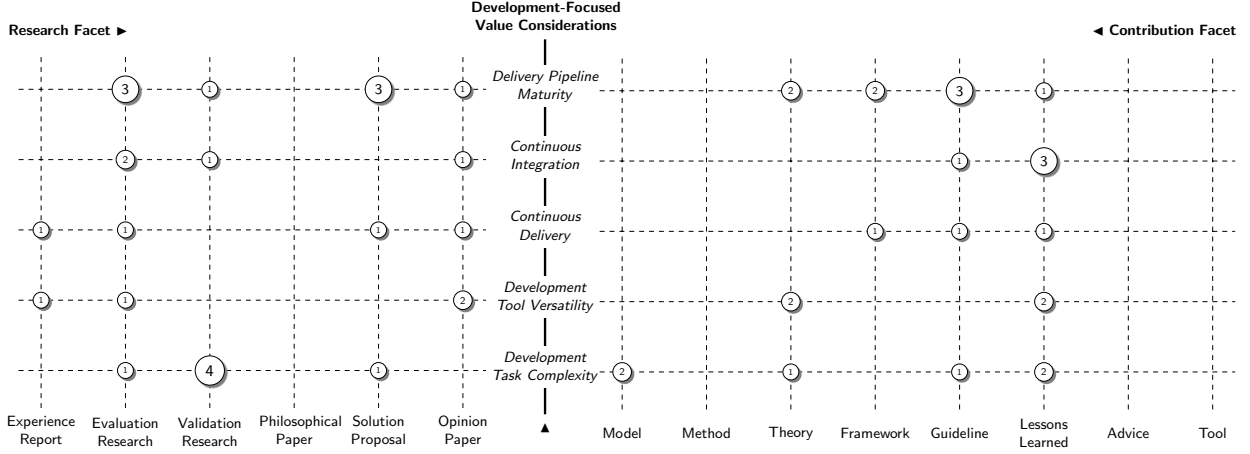 Development-Focused
Value Considerations
Research Facet ►
◄ Contribution Facet
Delivery Pipeline
Maturity
3 1 3 1
2 2 3 1
Continuous
Integration
2 1 1
1 3
Continuous
Delivery
1 1 1 1
1 1 1
Development
Tool Versatility
1 1 2
2 2
Development
Task Complexity
1 4 1
2 1 1 2
Experience
Report
Evaluation
Research
Validation
Research
Philosophical
Paper
Solution
Proposal
Opinion
Paper
Model
Method
Theory
Framework
Guideline
Lessons
Learned
Advice
Tool